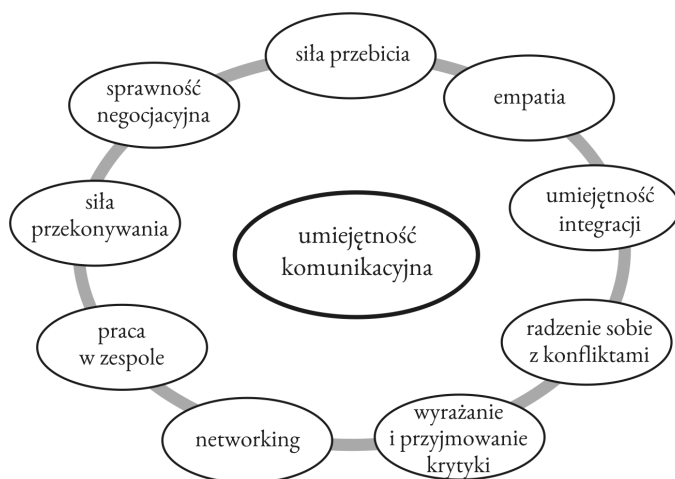 siła przebicia
empatia
umiejętność
integracji
radzenie sobie
z konfliktami
wyrażanie
i przyjmowanie
krytyki
networking
praca
w zespole
siła
przekonywania
sprawność
negocjacyjna
umiejętność
komunikacyjna